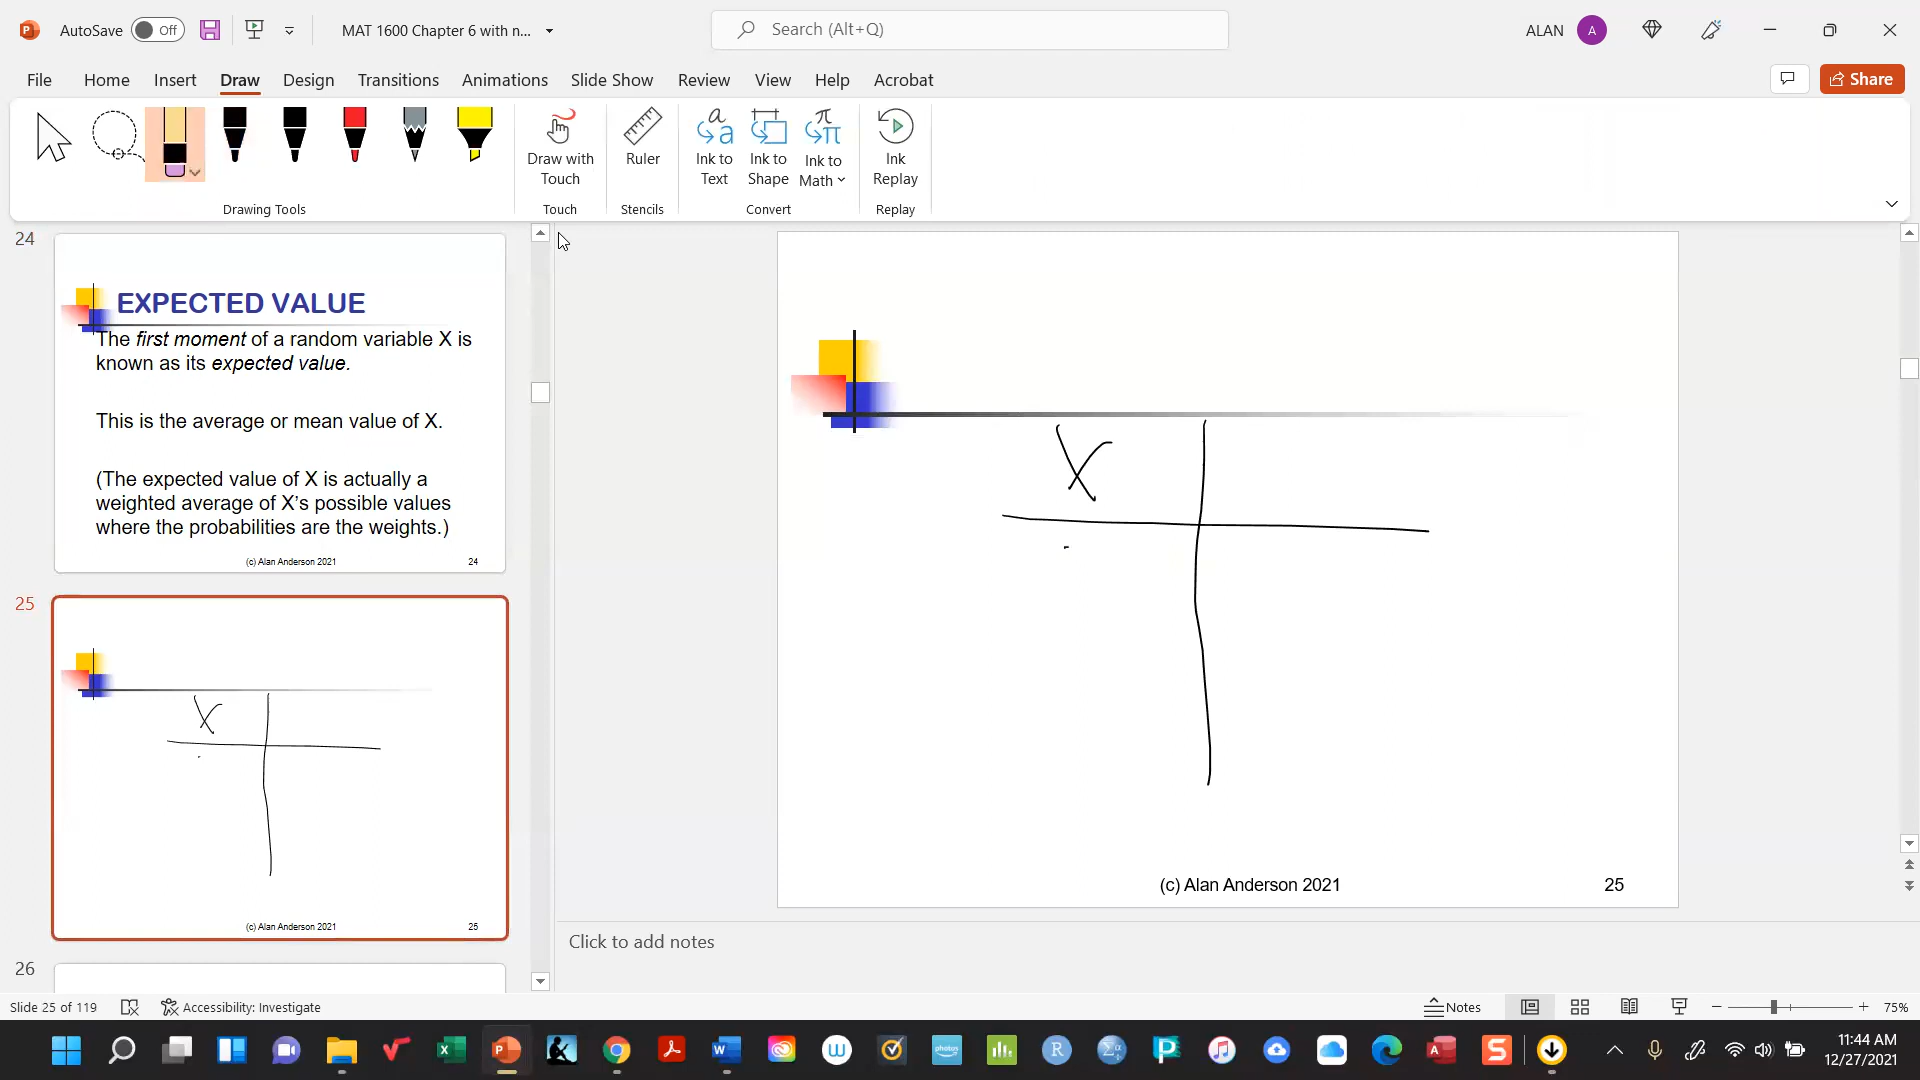 AutoSave Off MAT 1600 Chapter 6 with n... Search (Alt+Q) ALAN A
File Home Insert Draw Design Transitions Animations Slide Show Review View Help Acrobat Share
Draw with Touch
Ruler
Ink to Text
Ink to Shape
Ink to Math
Ink Replay
Drawing Tools Touch Stencils Convert Replay
24
EXPECTED VALUE
The first moment of a random variable X is
known as its expected value.
This is the average or mean value of X.
(The expected value of X is actually a
weighted average of X's possible values
where the probabilities are the weights.)
(c) Alan Anderson 2021 24
25
X
(c) Alan Anderson 2021 25
26
X
(c) Alan Anderson 2021 25
Click to add notes
Slide 25 of 119 Accessibility: Investigate Notes 75%
11:44 AM
12/27/2021